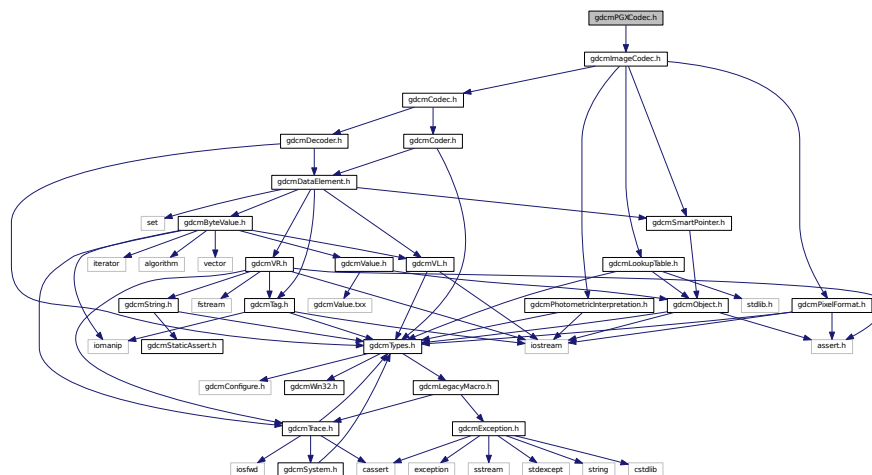 gdcmPGXCodec.h
gdcmImageCodec.h
gdcmCodec.h
gdcmDecoder.h
gdcmCoder.h
gdcmDataElement.h
set
gdcmByteValue.h
gdcmSmartPointer.h
iterator
algorithm
vector
gdcmVR.h
gdcmValue.h
gdcmVL.h
gdcmLookupTable.h
gdcmString.h
fstream
gdcmTag.h
gdcmValue.txx
gdcmPhotometricInterpretation.h
gdcmObject.h
stdlib.h
gdcmPixelFormat.h
iomanip
gdcmStaticAssert.h
gdcmTypes.h
iostream
assert.h
gdcmConfigure.h
gdcmWin32.h
gdcmLegacyMacro.h
gdcmTrace.h
gdcmException.h
iosfwd
gdcmSystem.h
cassert
exception
sstream
stdexcept
string
cstdlib